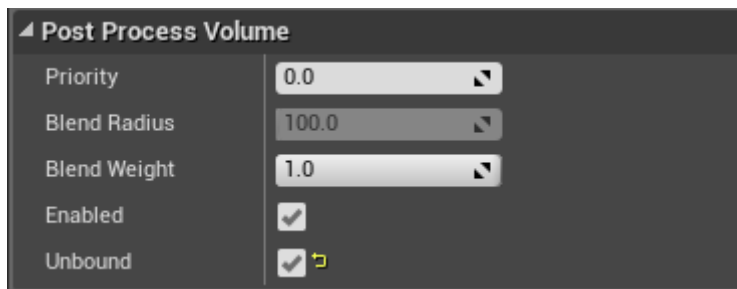 Post Process Volume
Priority 0.0
Blend Radius 100.0
Blend Weight 1.0
Enabled
Unbound